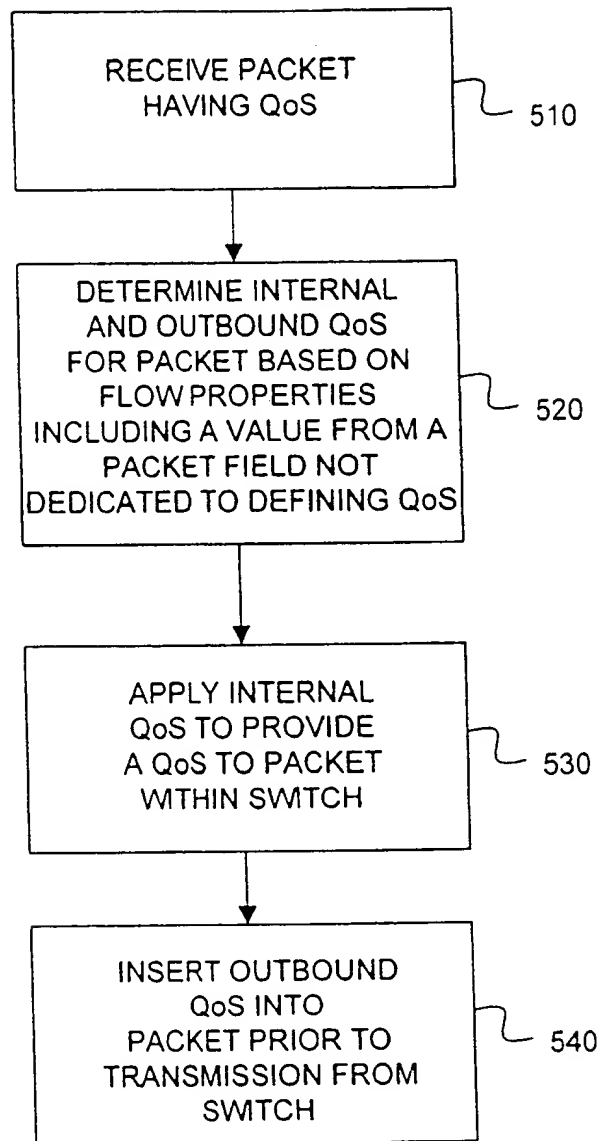 RECEIVE PACKET
HAVING QoS
510
DETERMINE INTERNAL
AND OUTBOUND QoS
FOR PACKET BASED ON
FLOW PROPERTIES
INCLUDING A VALUE FROM A
PACKET FIELD NOT
DEDICATED TO DEFINING QoS
520
APPLY INTERNAL
QoS TO PROVIDE
A QoS TO PACKET
WITHIN SWITCH
530
INSERT OUTBOUND
QoS INTO
PACKET PRIOR TO
TRANSMISSION FROM
SWITCH
540